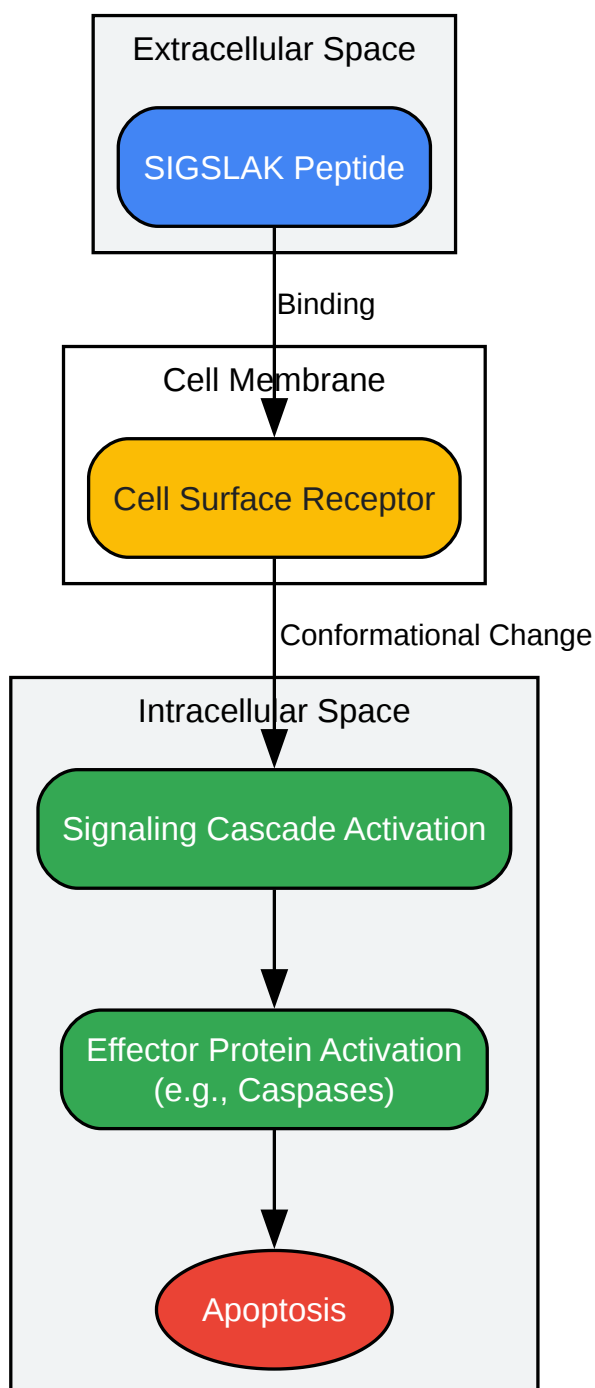 Extracellular Space
SIGSLAK Peptide
Binding
Cell Membrane
Cell Surface Receptor
Conformational Change
Intracellular Space
Signaling Cascade Activation
Effector Protein Activation
(e.g., Caspases)
Apoptosis